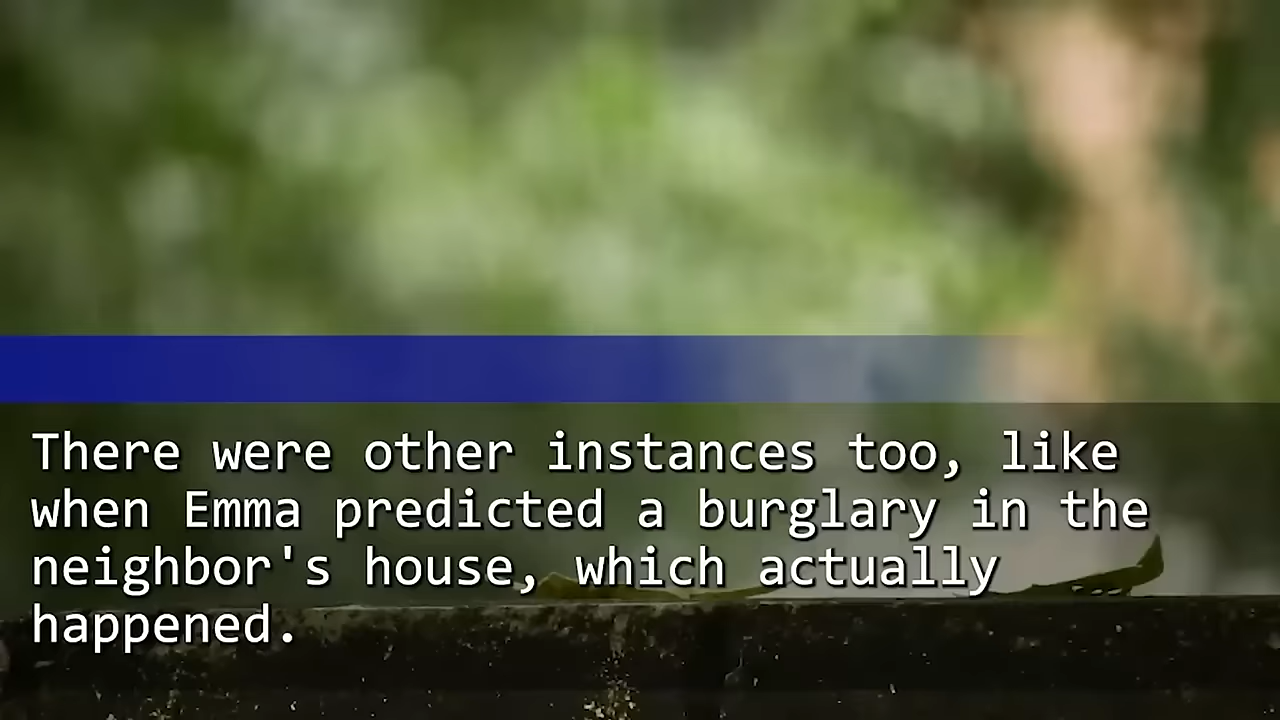 There were other instances too, like
when Emma predicted a burglary in the
neighbor's house, which actually
happened.